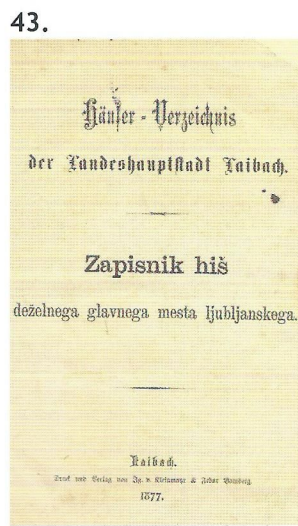 43.
Häuser-Verzeichnis
der Landeshauptstadt Laibach.
Zapisnik hiš
deželnega glavnega mesta ljubljanskega.
Laibach.
Druck und Verlag von Ig. v. Kleinmayr & Fedor Bamberg
1877.